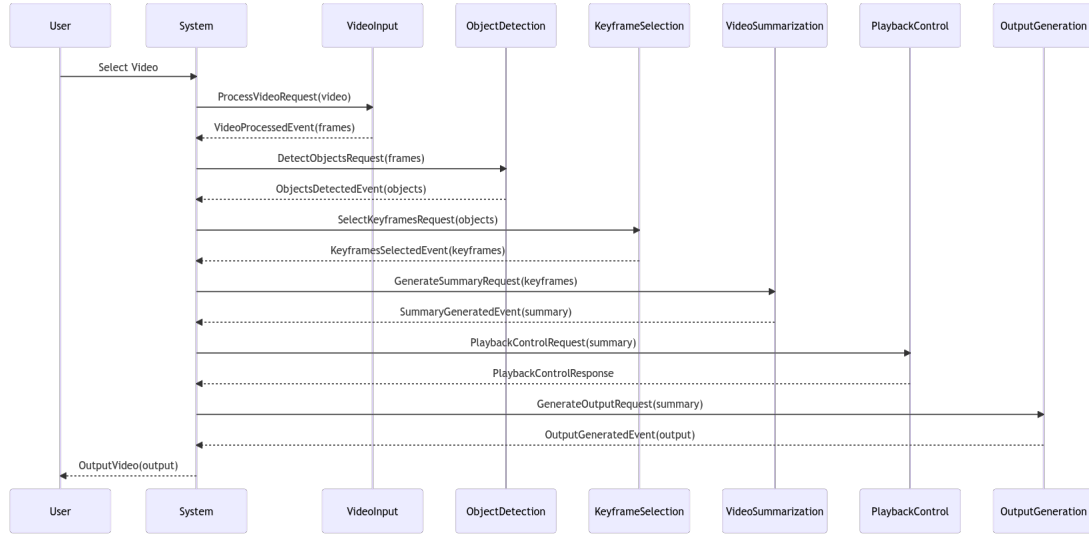 User System VideoInput ObjectDetection KeyframeSelection VideoSummarization PlaybackControl OutputGeneration
Select Video
ProcessVideoRequest(video)
VideoProcessedEvent(frames)
DetectObjectsRequest(frames)
ObjectsDetectedEvent(objects)
SelectKeyframesRequest(objects)
KeyframesSelectedEvent(keyframes)
GenerateSummaryRequest(keyframes)
SummaryGeneratedEvent(summary)
PlaybackControlRequest(summary)
PlaybackControlResponse
GenerateOutputRequest(summary)
OutputGeneratedEvent(output)
OutputVideo(output)
User System VideoInput ObjectDetection KeyframeSelection VideoSummarization PlaybackControl OutputGeneration